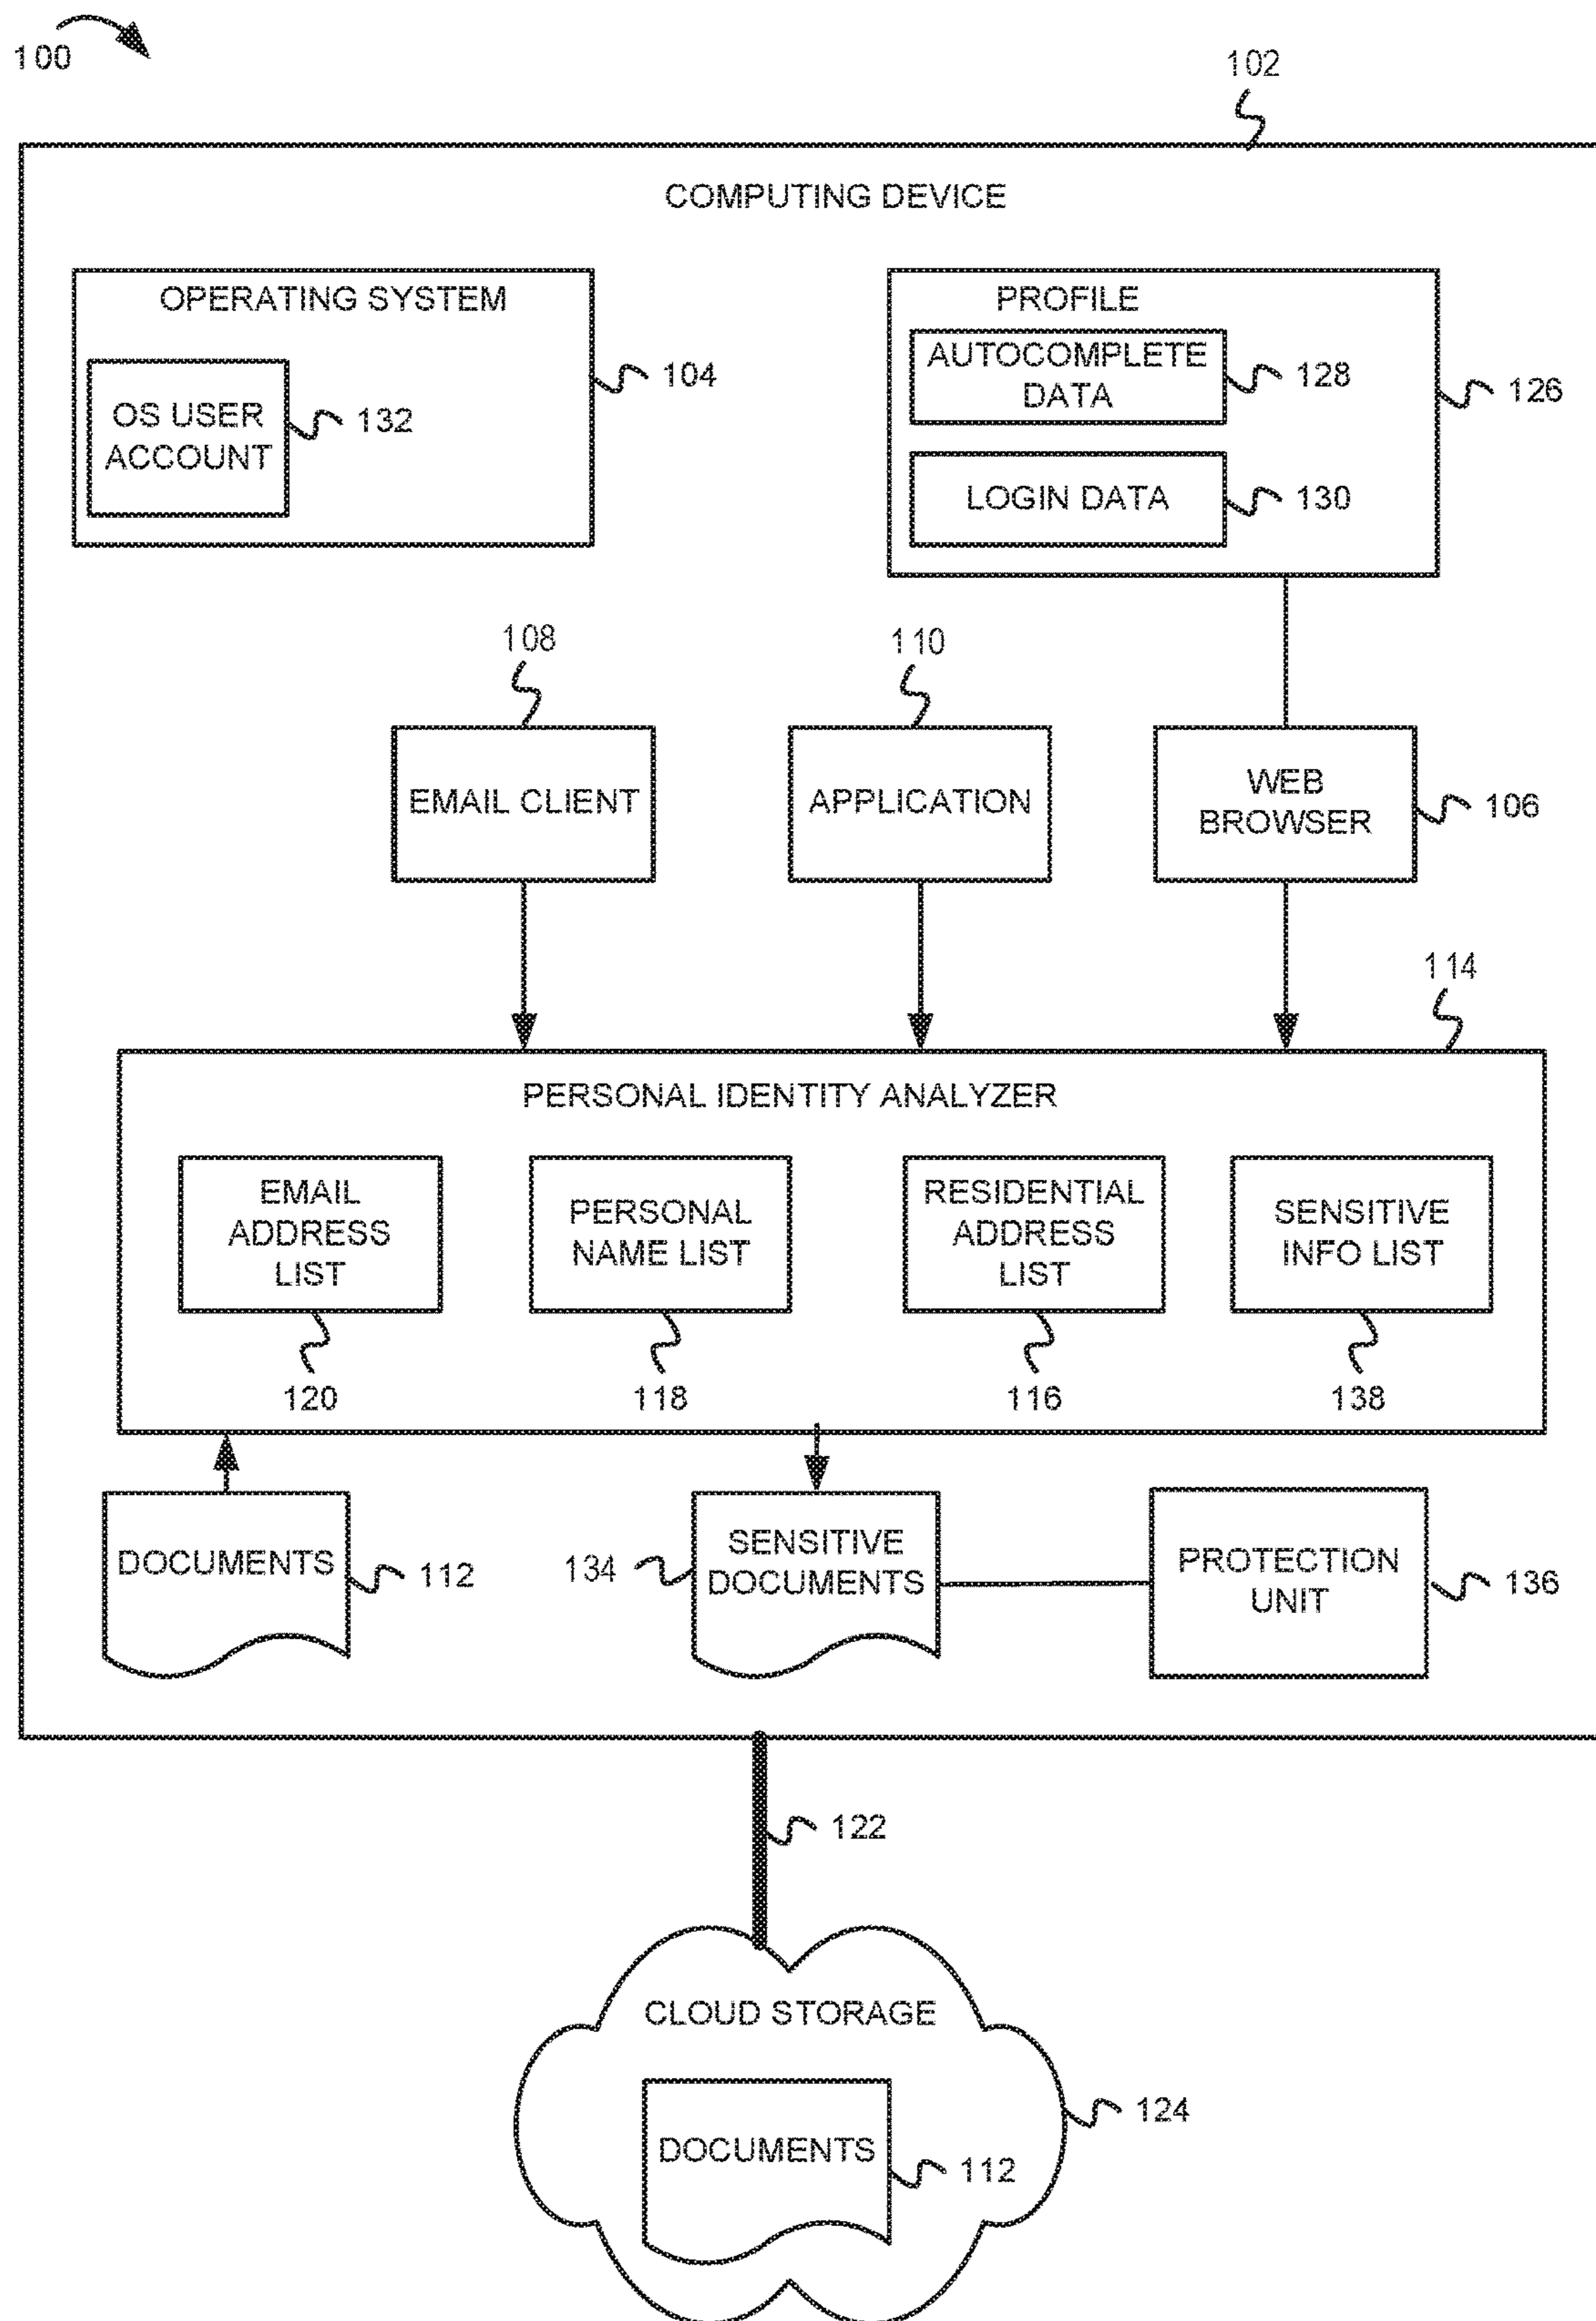 100
102
COMPUTING DEVICE
OPERATING SYSTEM
OS USER
ACCOUNT
132
104
PROFILE
AUTOCOMPLETE
DATA
128
126
LOGIN DATA
130
108
110
EMAIL CLIENT
APPLICATION
WEB
BROWSER
106
114
PERSONAL IDENTITY ANALYZER
EMAIL
ADDRESS
LIST
PERSONAL
NAME LIST
RESIDENTIAL
ADDRESS
LIST
SENSITIVE
INFO LIST
120
118
116
138
DOCUMENTS
112
134
SENSITIVE
DOCUMENTS
PROTECTION
UNIT
136
122
CLOUD STORAGE
124
DOCUMENTS
112